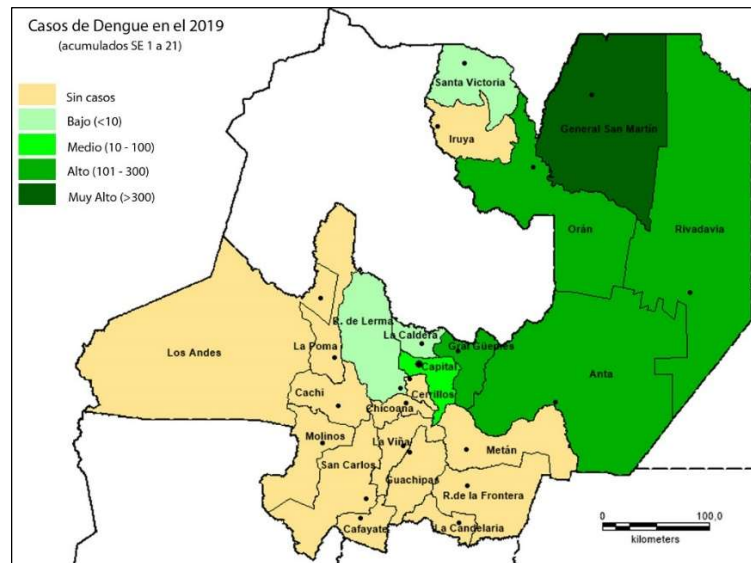 Casos de Dengue en el 2019
(acumulados SE 1 a 21)
Sin casos
Bajo (<10)
Medio (10 - 100)
Alto (101 - 300)
Muy Alto (>300)
Santa Victoria
Iruya
General San Martín
Orán
Rivadavia
R. de Lerma
La Caldera
Gral Güemes
Los Andes
La Poma
Capital
Anta
Cachi
Cerrillos
Chicoana
Molinos
La Viña
Metán
San Carlos
Guachipas
R.de la Frontera
Cafayate
La Candelaria
0
100,0
kilometers